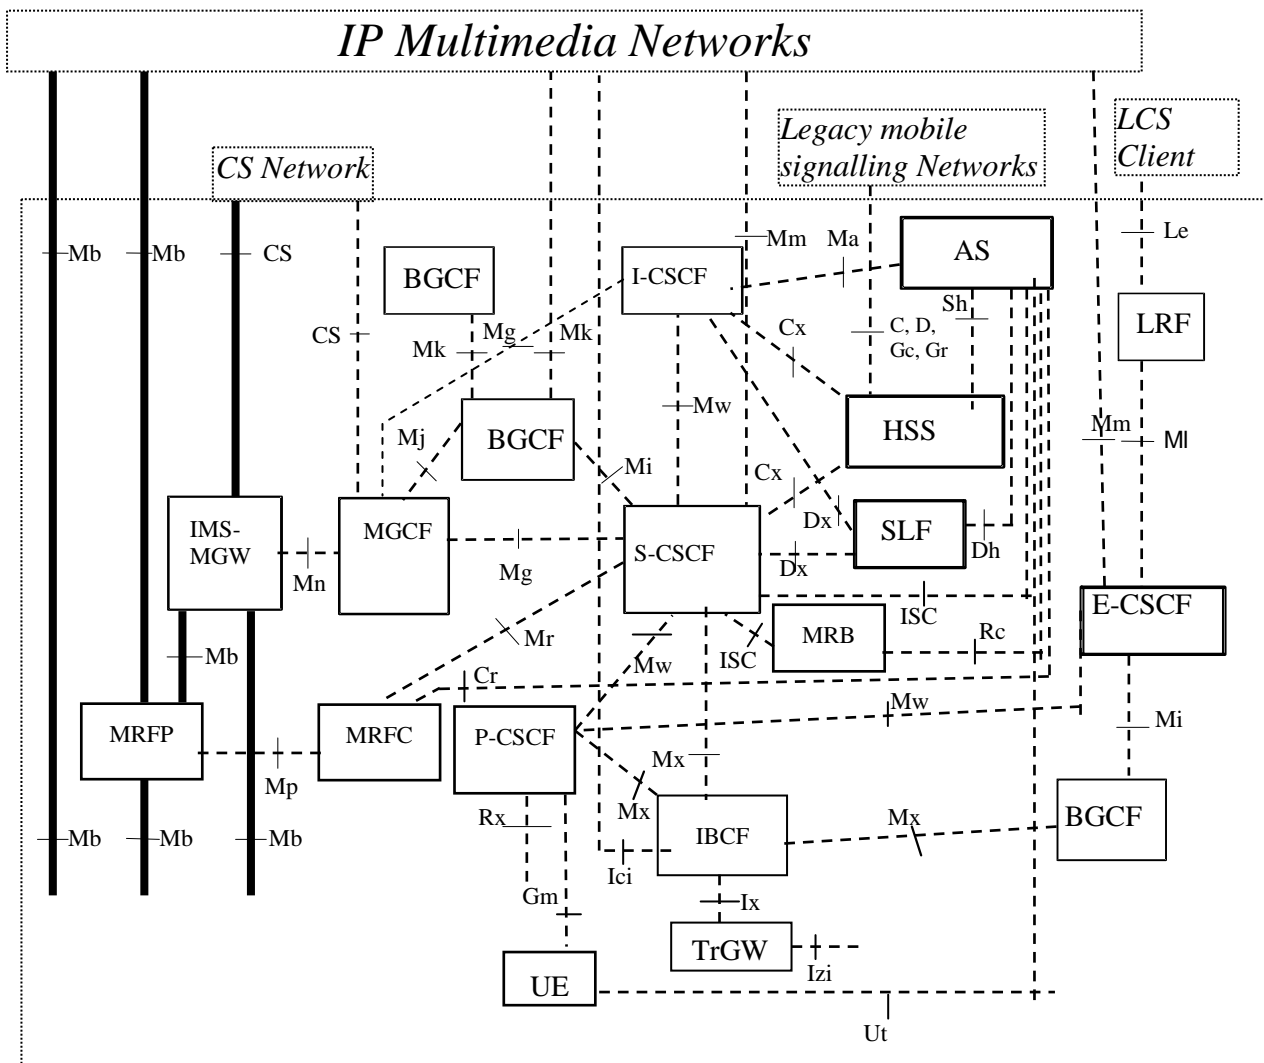 IP Multimedia Networks
LCS
Client
Legacy mobile
signalling Networks
CS Network
Mb
Mb
CS
BGCF
I-CSCF
Mm
Ma
AS
Le
Sh
LRF
CS
Mk
Mg
Mk
Cx
C, D,
Gc, Gr
Mw
Mj
BGCF
Mi
HSS
Mm
Ml
Cx
IMS-
MGW
MGCF
S-CSCF
Dx
SLF
Mn
Mg
Dx
Dh
E-CSCF
ISC
Mr
MRB
Rc
Mb
Mw
ISC
Cr
Mw
MRFP
MRFC
P-CSCF
Mi
Mp
Mx
Mx
Rx
Mx
BGCF
Mb
Mb
Mb
IBCF
Ici
Gm
Ix
TrGW
Izi
UE
Ut